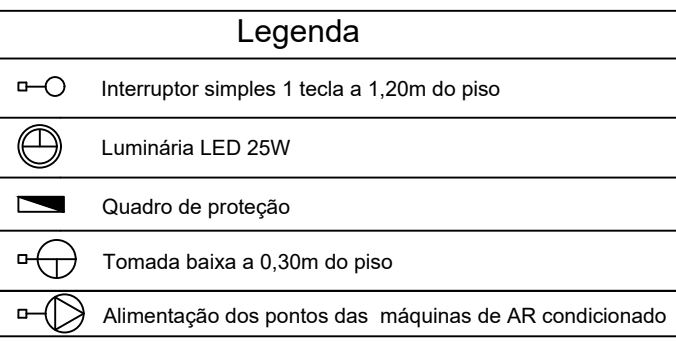 Legenda
Interruptor simples 1 tecla a 1,20m do piso
Luminária LED 25W
Quadro de proteção
Tomada baixa a 0,30m do piso
Alimentação dos pontos das máquinas de AR condicionado